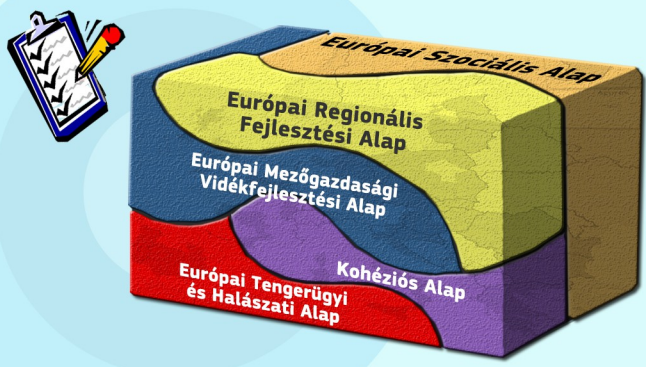 Európai Szociális Alap
Európai Regionális
Fejlesztési Alap
Európai Mezőgazdasági
Vidékfejlesztési Alap
Kohéziós Alap
Európai Tengerügyi
és Halászati Alap